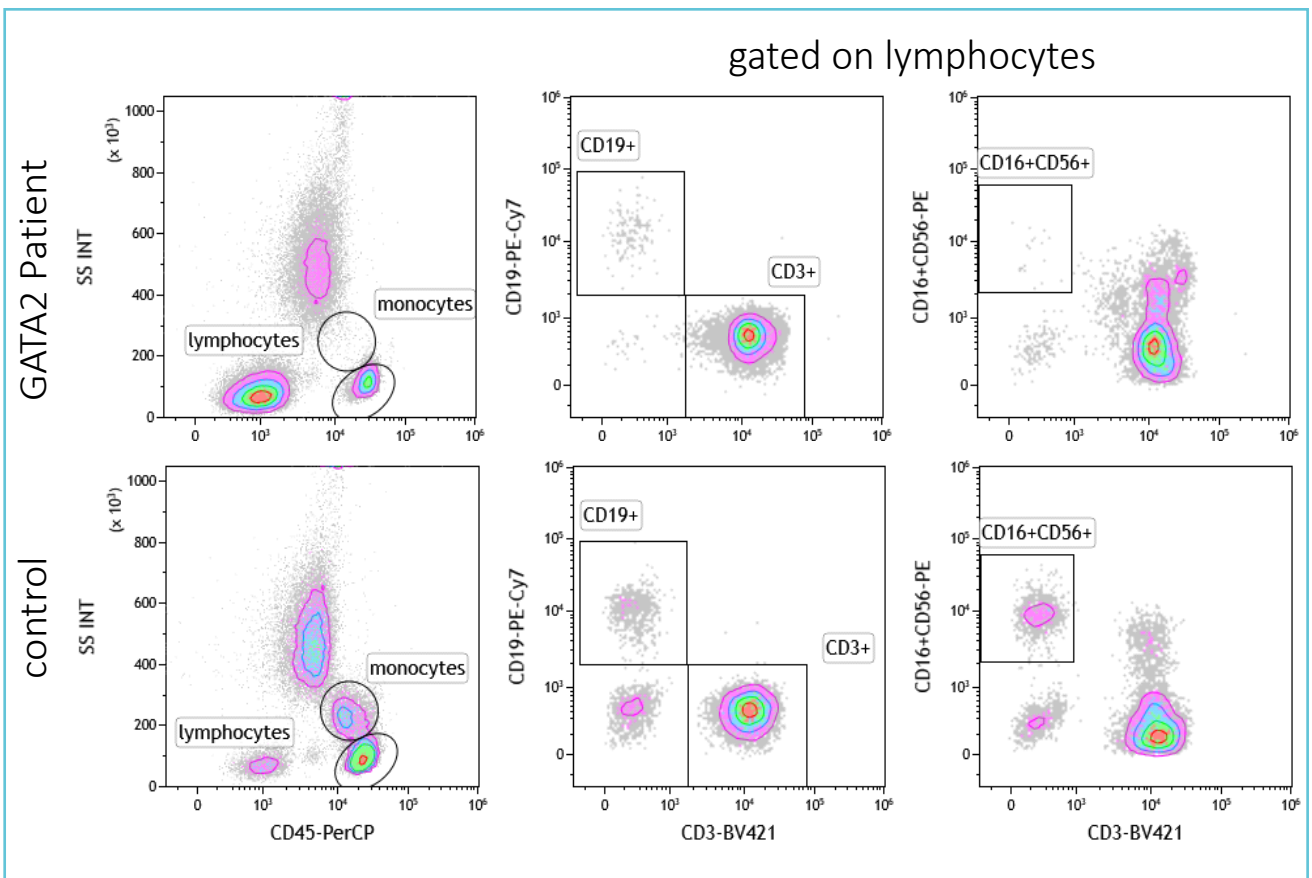 gated on lymphocytes
GATA2 Patient
SS INT
(x 10³)
1000
800
600
400
200
0
monocytes
lymphocytes
0 10³ 10⁴ 10⁵ 10⁶
CD19-PE-Cy7
10⁶
10⁵
10⁴
10³
0
CD19+
CD3+
0 10³ 10⁴ 10⁵ 10⁶
CD16+CD56-PE
10⁶
10⁵
10⁴
10³
0
CD16+CD56+
0 10³ 10⁴ 10⁵ 10⁶
control
SS INT
(x 10³)
1000
800
600
400
200
0
monocytes
lymphocytes
0 10³ 10⁴ 10⁵ 10⁶
CD45-PerCP
CD19-PE-Cy7
10⁶
10⁵
10⁴
10³
0
CD19+
CD3+
0 10³ 10⁴ 10⁵ 10⁶
CD3-BV421
CD16+CD56-PE
10⁶
10⁵
10⁴
10³
0
CD16+CD56+
0 10³ 10⁴ 10⁵ 10⁶
CD3-BV421